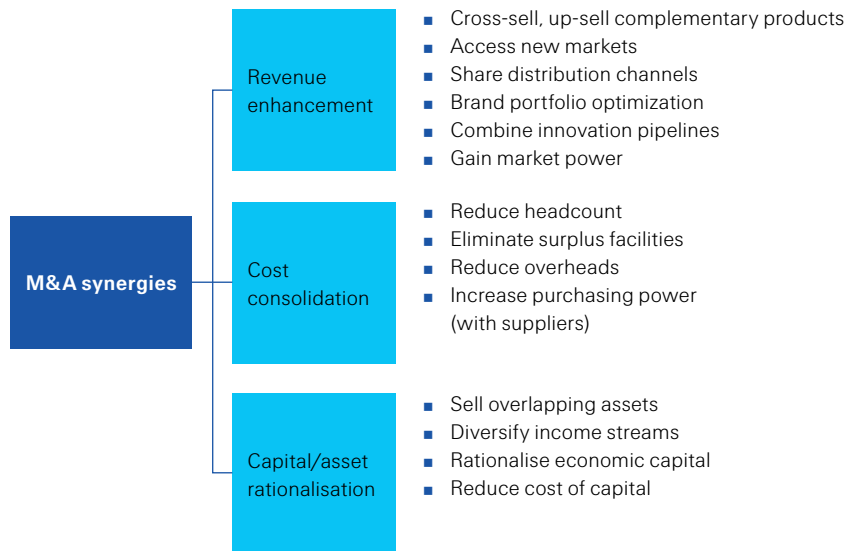 M&A synergies
Revenue
enhancement
■ Cross-sell, up-sell complementary products
■ Access new markets
■ Share distribution channels
■ Brand portfolio optimization
■ Combine innovation pipelines
■ Gain market power
Cost
consolidation
■ Reduce headcount
■ Eliminate surplus facilities
■ Reduce overheads
■ Increase purchasing power
(with suppliers)
Capital/asset
rationalisation
■ Sell overlapping assets
■ Diversify income streams
■ Rationalise economic capital
■ Reduce cost of capital